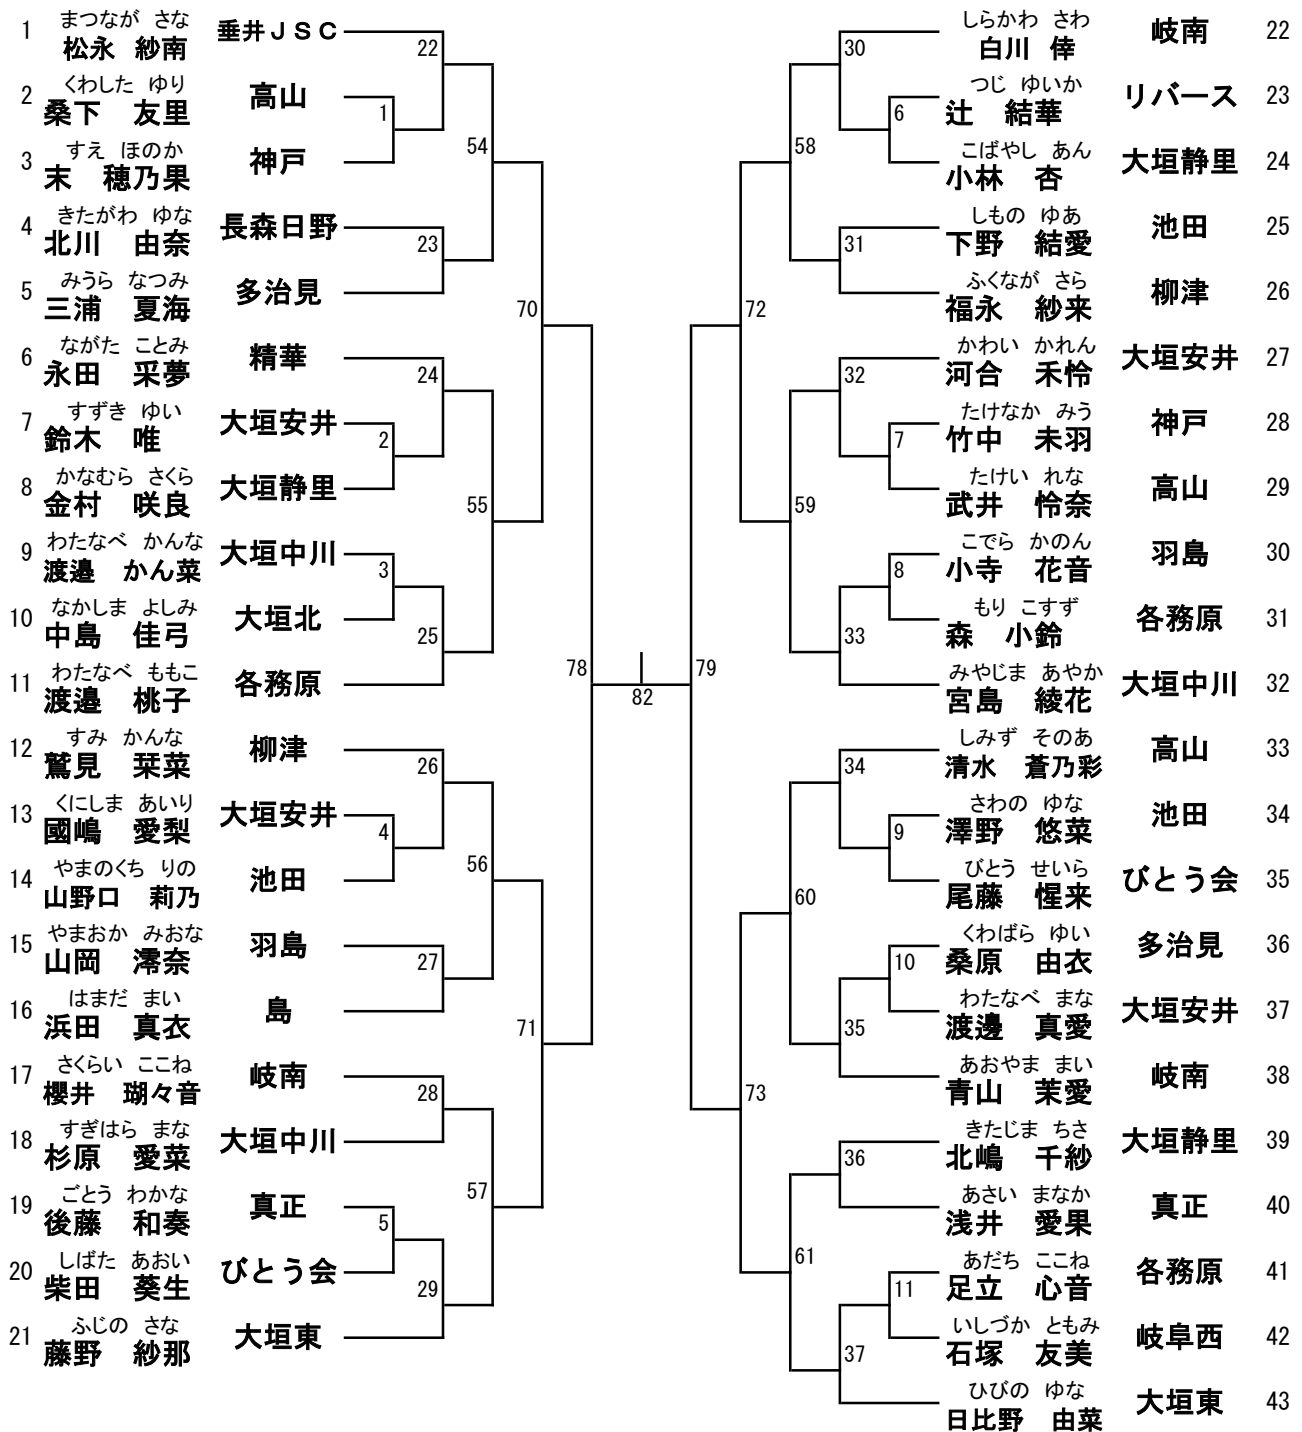 まつなが さな
1 松永 紗南 垂井ＪＳＣ
くわした ゆり
2 桑下 友里 高山
すえ ほのか
3 末 穂乃果 神戸
きたがわ ゆな
4 北川 由奈 長森日野
みうら なつみ
5 三浦 夏海 多治見
ながた ことみ
6 永田 采夢 精華
すずき ゆい
7 鈴木 唯 大垣安井
かなむら さくら
8 金村 咲良 大垣静里
わたなべ かんな
9 渡邉 かん菜 大垣中川
なかしま よしみ
10 中島 佳弓 大垣北
わたなべ ももこ
11 渡邉 桃子 各務原
すみ かんな
12 鷲見 栞菜 柳津
くにしま あいり
13 國嶋 愛梨 大垣安井
やまのくち りの
14 山野口 莉乃 池田
やまおか みおな
15 山岡 澪奈 羽島
はまだ まい
16 浜田 真衣 島
さくらい ここね
17 櫻井 瑚々音 岐南
すぎはら まな
18 杉原 愛菜 大垣中川
ごとう わかな
19 後藤 和奏 真正
しばた あおい
20 柴田 葵生 びとう会
ふじの さな
21 藤野 紗那 大垣東
1
2
3
4
5
22
23
24
25
26
27
28
29
54
55
56
57
70
71
78
82
79
72
73
58
59
60
61
30
31
32
33
34
35
36
37
6
7
8
9
10
11
しらかわ さわ
白川 倖 岐南 22
つじ ゆいか
辻 結華 リバース 23
こばやし あん
小林 杏 大垣静里 24
しもの ゆあ
下野 結愛 池田 25
ふくなが さら
福永 紗来 柳津 26
かわい かれん
河合 禾怜 大垣安井 27
たけなか みう
竹中 未羽 神戸 28
たけい れな
武井 怜奈 高山 29
こでら かのん
小寺 花音 羽島 30
もり こすず
森 小鈴 各務原 31
みやじま あやか
宮島 綾花 大垣中川 32
しみず そのあ
清水 蒼乃彩 高山 33
さわの ゆな
澤野 悠菜 池田 34
びとう せいら
尾藤 惺来 びとう会 35
くわばら ゆい
桑原 由衣 多治見 36
わたなべ まな
渡邊 真愛 大垣安井 37
あおやま まい
青山 茉愛 岐南 38
きたじま ちさ
北嶋 千紗 大垣静里 39
あさい まなか
浅井 愛果 真正 40
あだち ここね
足立 心音 各務原 41
いしづか ともみ
石塚 友美 岐阜西 42
ひびの ゆな
日比野 由菜 大垣東 43